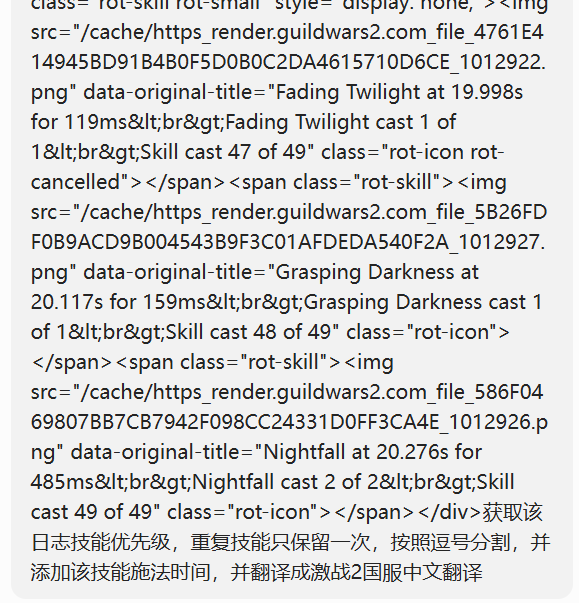 class="rot-skill rot-small" style="display: none;"><img
src="/cache/https_render.guildwars2.com_file_4761E4
14945BD91B4B0F5D0B0C2DA4615710D6CE_1012922.
png" data-original-title="Fading Twilight at 19.998s
for 119ms&lt;br&gt;Fading Twilight cast 1 of
1&lt;br&gt;Skill cast 47 of 49" class="rot-icon rot-
cancelled"></span><span class="rot-skill"><img
src="/cache/https_render.guildwars2.com_file_5B26FD
F0B9ACD9B004543B9F3C01AFDEDA540F2A_1012927.
png" data-original-title="Grasping Darkness at
20.117s for 159ms&lt;br&gt;Grasping Darkness cast 1
of 1&lt;br&gt;Skill cast 48 of 49" class="rot-icon">
</span><span class="rot-skill"><img
src="/cache/https_render.guildwars2.com_file_586F04
69807BB7CB7942F098CC24331D0FF3CA4E_1012926.p
ng" data-original-title="Nightfall at 20.276s for
485ms&lt;br&gt;Nightfall cast 2 of 2&lt;br&gt;Skill
cast 49 of 49" class="rot-icon"></span></div>获取该
日志技能优先级，重复技能只保留一次，按照逗号分割，并
添加该技能施法时间，并翻译成激战2国服中文翻译